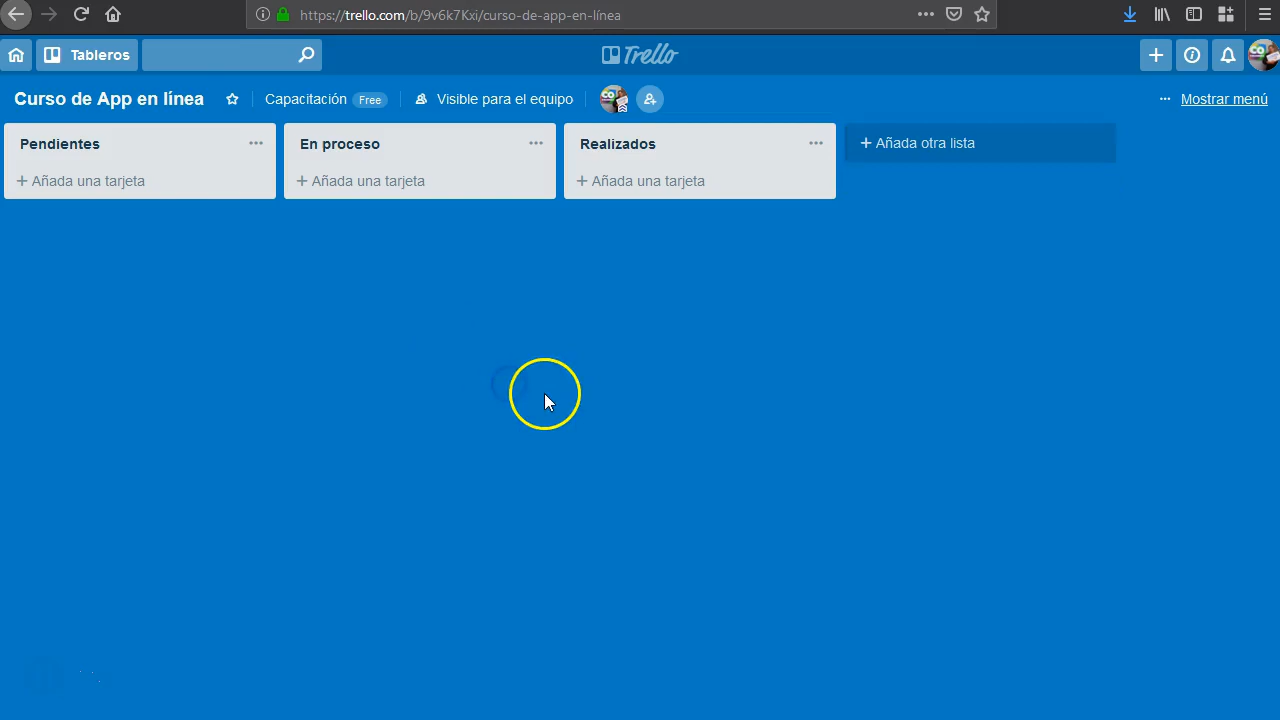 https://trello.com/b/9v6k7Kxi/curso-de-app-en-línea
Tableros
Trello
Curso de App en línea
Capacitación Free
Visible para el equipo
Mostrar menú
Pendientes
En proceso
Realizados
+ Añada otra lista
+ Añada una tarjeta
+ Añada una tarjeta
+ Añada una tarjeta